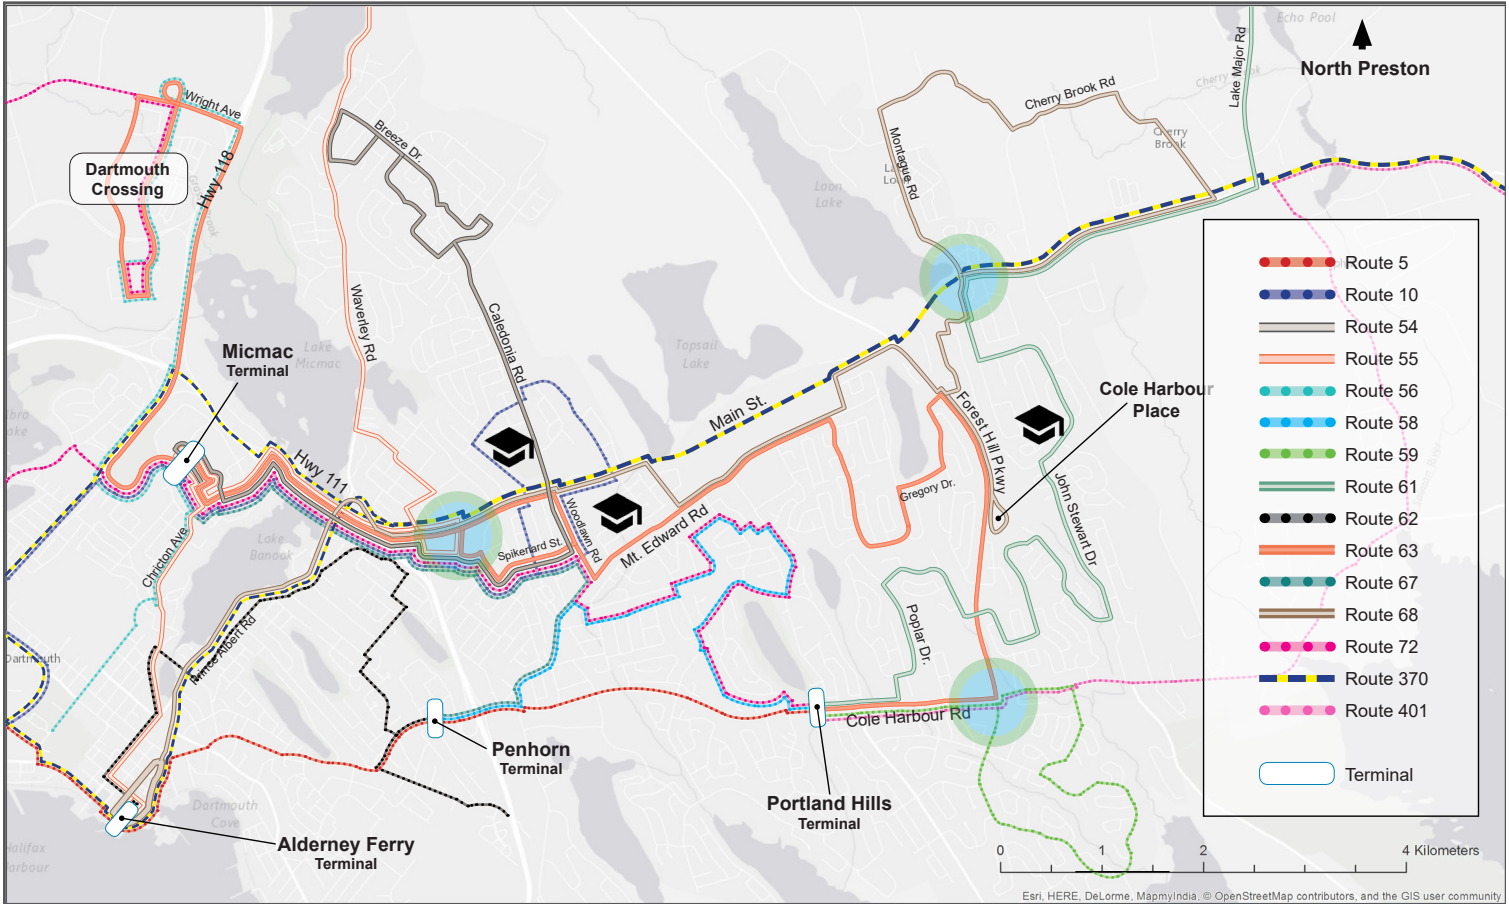 Echo Pool
North Preston
Lake Major Rd
Cherry Brook
Cherry Brook Rd
Cherry
Brook
Wright Ave
Dartmouth
Crossing
Hwy 118
Breeze Dr.
Montague Rd
Loon
Lake
Waverley Rd
Caledonia Rd
Lake
Micmac
Topsail
Lake
Micmac
Terminal
Main St.
Forest Hill Pkwy
Cole Harbour
Place
Hwy 111
Gregory Dr.
John Stewart Dr
Woodlawn Rd
Mt. Edward Rd
Spikenard St.
Lake
Banook
Chricton Ave
Prince Albert Rd
Poplar Dr.
Dartmouth
Cole Harbour Rd
Penhorn
Terminal
Portland Hills
Terminal
Dartmouth
Cove
Alderney Ferry
Terminal
Halifax
Route 5
Route 10
Route 54
Route 55
Route 56
Route 58
Route 59
Route 61
Route 62
Route 63
Route 67
Route 68
Route 72
Route 370
Route 401
Terminal
0 1 2 4 Kilometers
Esri, HERE, DeLorme, MapmyIndia, © OpenStreetMap contributors, and the GIS user community